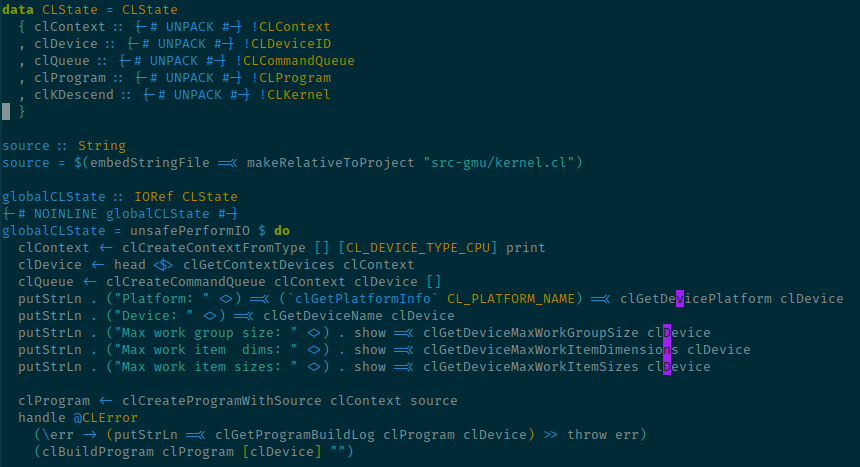 data CLState = CLState
  { clContext :: {-# UNPACK #-} !CLContext
  , clDevice :: {-# UNPACK #-} !CLDeviceID
  , clQueue :: {-# UNPACK #-} !CLCommandQueue
  , clProgram :: {-# UNPACK #-} !CLProgram
  , clKDescend :: {-# UNPACK #-} !CLKernel
  }
source :: String
source = $(embedStringFile =<< makeRelativeToProject "src-gmu/kernel.cl")
globalCLState :: IORef CLState
{-# NOINLINE globalCLState #-}
globalCLState = unsafePerformIO $ do
  clContext <- clCreateContextFromType [] [CL_DEVICE_TYPE_CPU] print
  clDevice <- head <$> clGetContextDevices clContext
  clQueue <- clCreateCommandQueue clContext clDevice []
  putStrLn . ("Platform: " <>) =<< (`clGetPlatformInfo` CL_PLATFORM_NAME) =<< clGetDevicePlatform clDevice
  putStrLn . ("Device: " <>) =<< clGetDeviceName clDevice
  putStrLn . ("Max work group size: " <>) . show =<< clGetDeviceMaxWorkGroupSize clDevice
  putStrLn . ("Max work item  dims: " <>) . show =<< clGetDeviceMaxWorkItemDimensions clDevice
  putStrLn . ("Max work item sizes: " <>) . show =<< clGetDeviceMaxWorkItemSizes clDevice
  clProgram <- clCreateProgramWithSource clContext source
  handle @CLError
    (\err -> (putStrLn =<< clGetProgramBuildLog clProgram clDevice) >> throw err)
    (clBuildProgram clProgram [clDevice] "")